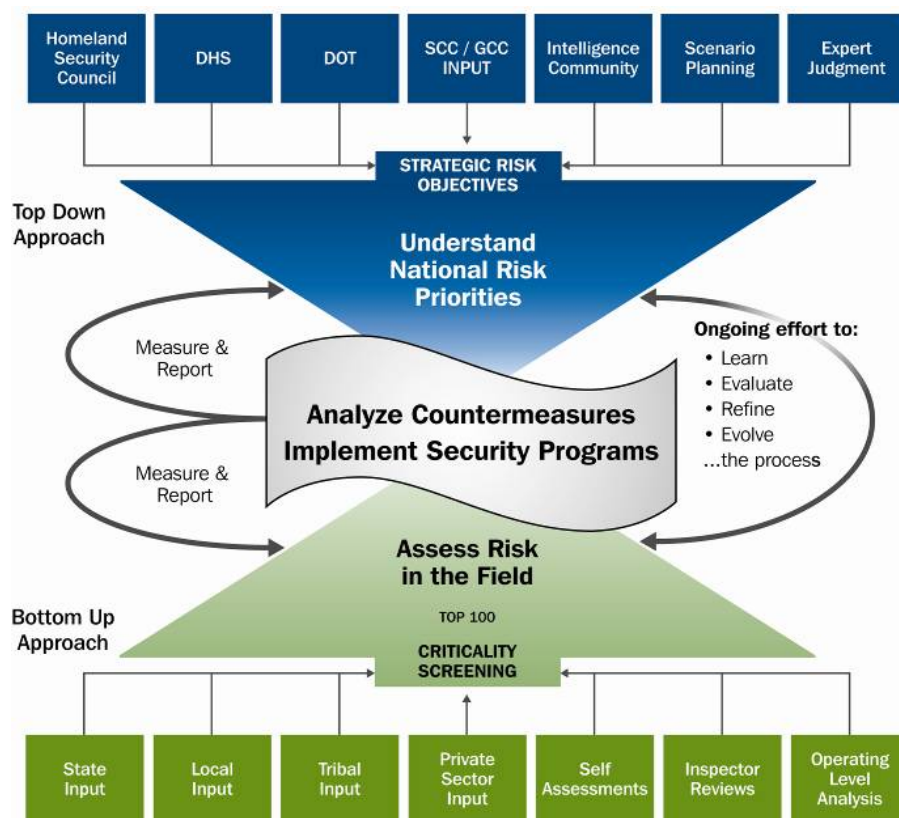 Homeland
Security
Council
DHS
DOT
SCC / GCC
INPUT
Intelligence
Community
Scenario
Planning
Expert
Judgment
STRATEGIC RISK
OBJECTIVES
Top Down
Approach
Understand
National Risk
Priorities
Measure &
Report
Ongoing effort to:
• Learn
• Evaluate
• Refine
• Evolve
...the process
Analyze Countermeasures
Implement Security Programs
Measure &
Report
Assess Risk
in the Field
TOP 100
Bottom Up
Approach
CRITICALITY
SCREENING
State
Input
Local
Input
Tribal
Input
Private
Sector
Input
Self
Assessments
Inspector
Reviews
Operating
Level
Analysis